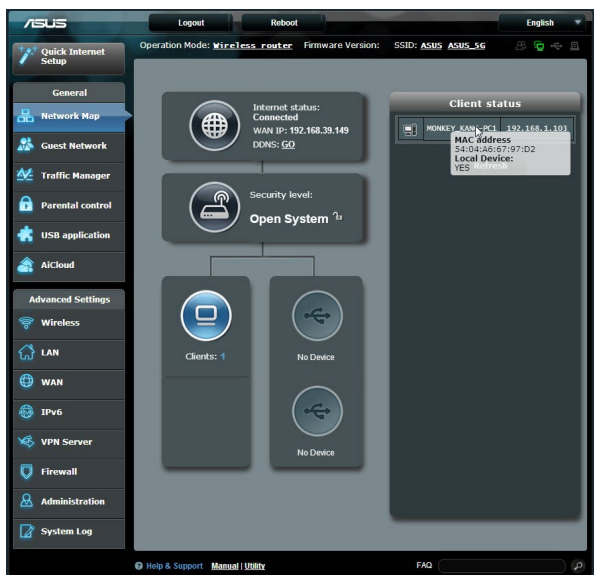 ASUS
Logout
Reboot
English
Quick Internet
Setup
Operation Mode: Wireless router Firmware Version: SSID: ASUS ASUS_5G
General
Network Map
Guest Network
Traffic Manager
Parental control
USB application
AiCloud
Advanced Settings
Wireless
LAN
WAN
IPv6
VPN Server
Firewall
Administration
System Log
Internet status:
Connected
WAN IP: 192.168.39.149
DDNS: GO
Security level:
Open System
Clients: 1
No Device
No Device
Client status
192.168.1.103
MAC address
54:04:A6:67:97:D2
Local Device:
YES
Refresh
Help & Support Manual | Utility
FAQ